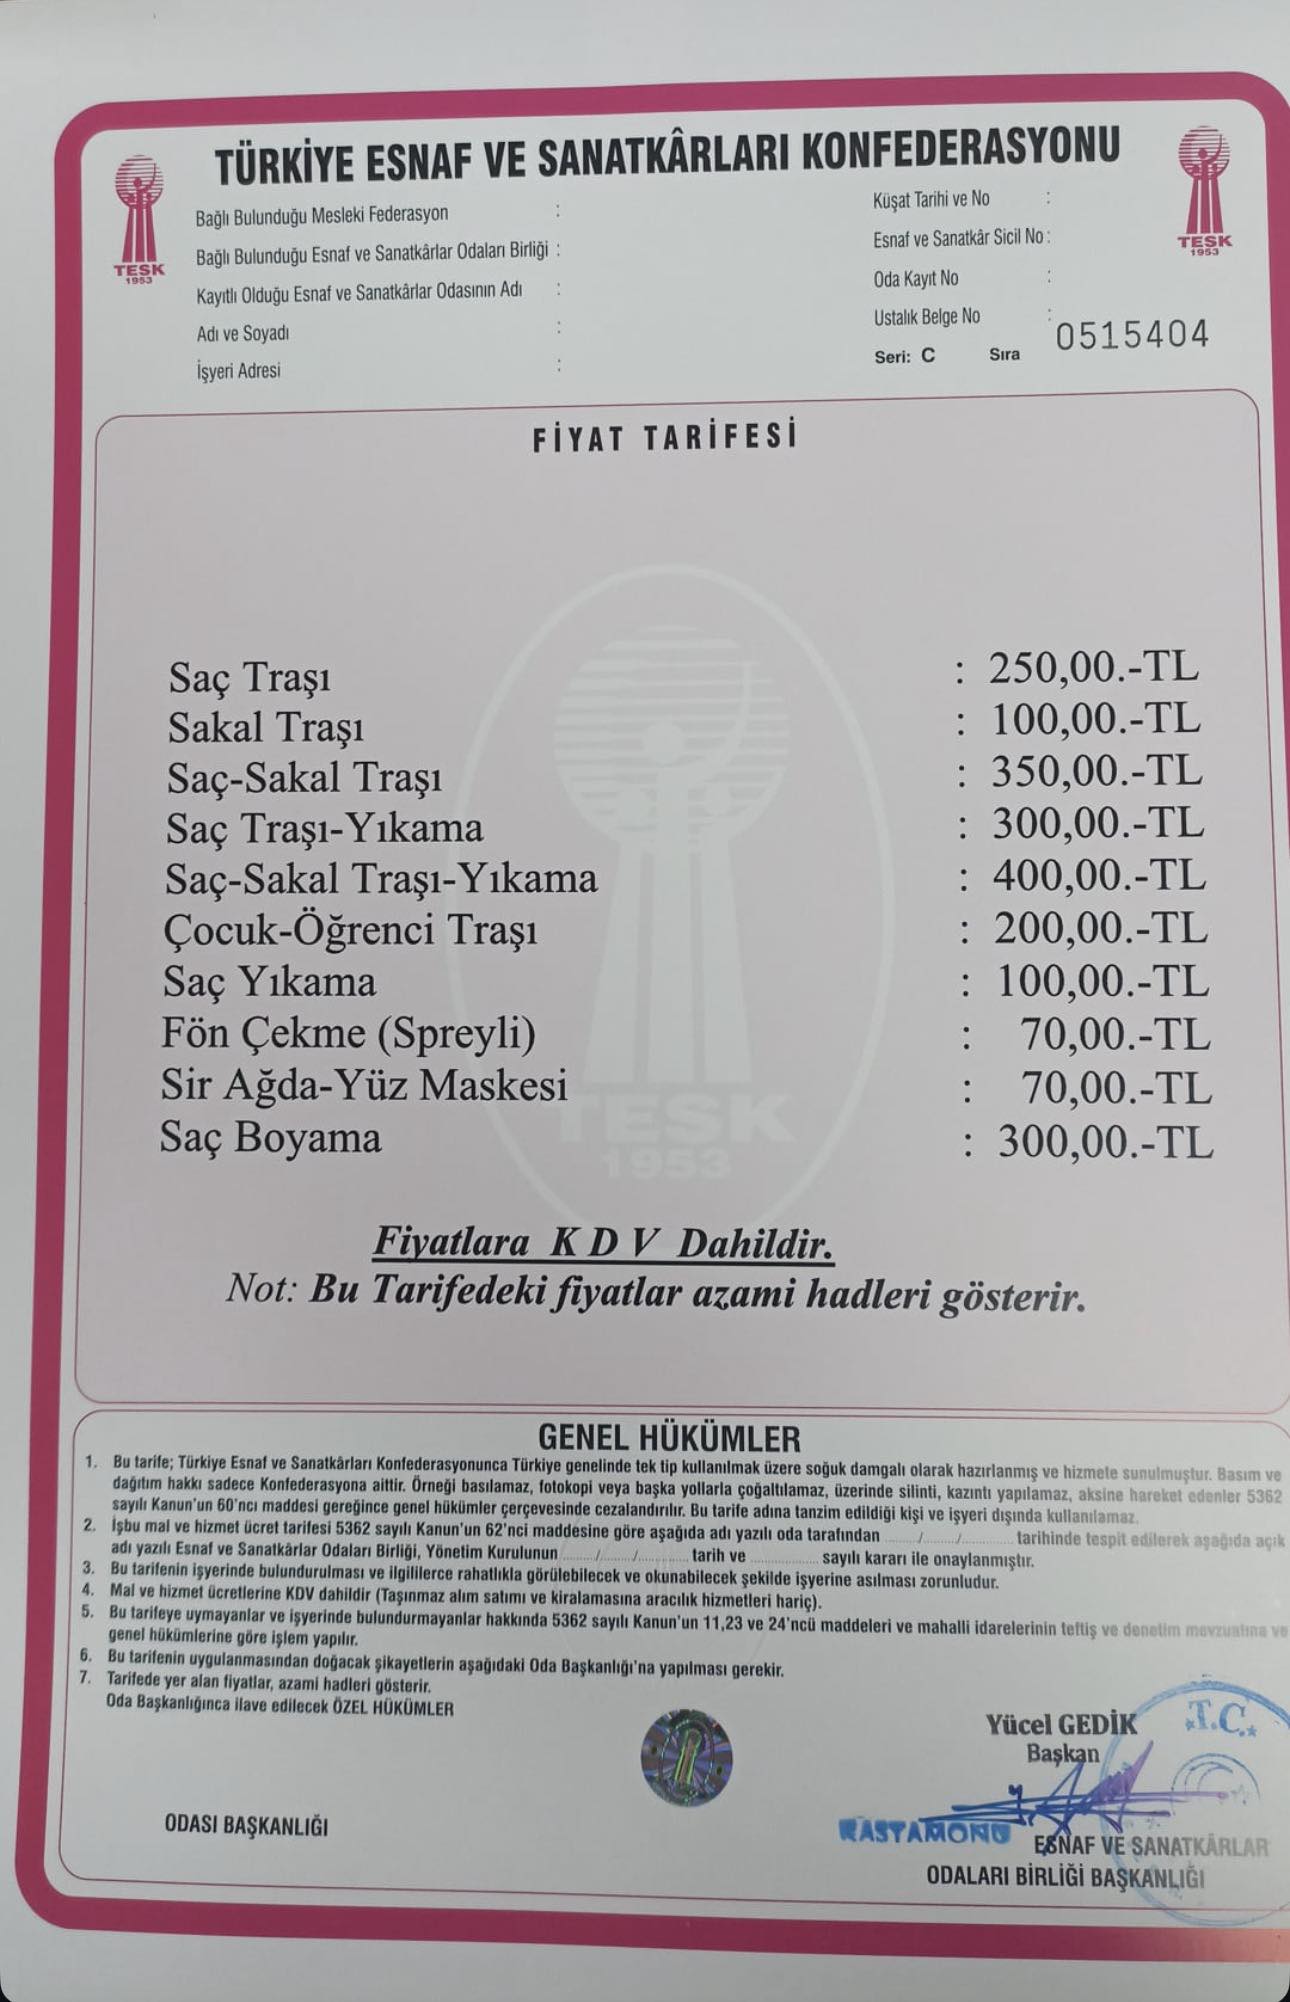 TÜRKİYE ESNAF VE SANATKÂRLARI KONFEDERASYONU
TESK
1953
TESK
1953
Bağlı Bulunduğu Mesleki Federasyon :
Bağlı Bulunduğu Esnaf ve Sanatkârlar Odaları Birliği :
Kayıtlı Olduğu Esnaf ve Sanatkârlar Odasının Adı :
Adı ve Soyadı :
İşyeri Adresi :
Küşat Tarihi ve No :
Esnaf ve Sanatkâr Sicil No :
Oda Kayıt No :
Ustalık Belge No :
Seri: C Sıra 0515404
FİYAT TARİFESİ
Saç Traşı : 250,00.-TL
Sakal Traşı : 100,00.-TL
Saç-Sakal Traşı : 350,00.-TL
Saç Traşı-Yıkama : 300,00.-TL
Saç-Sakal Traşı-Yıkama : 400,00.-TL
Çocuk-Öğrenci Traşı : 200,00.-TL
Saç Yıkama : 100,00.-TL
Fön Çekme (Spreyli) : 70,00.-TL
Sir Ağda-Yüz Maskesi : 70,00.-TL
Saç Boyama : 300,00.-TL
TESK
1953
Fiyatlara K D V Dahildir.
Not: Bu Tarifedeki fiyatlar azami hadleri gösterir.
GENEL HÜKÜMLER
1. Bu tarife; Türkiye Esnaf ve Sanatkârları Konfederasyonunca Türkiye genelinde tek tip kullanılmak üzere soğuk damgalı olarak hazırlanmış ve hizmete sunulmuştur. Basım ve
dağıtım hakkı sadece Konfederasyona aittir. Örneği basılamaz, fotokopi veya başka yollarla çoğaltılamaz, üzerinde silinti, kazıntı yapılamaz, aksine hareket edenler 5362
sayılı Kanun'un 60'ncı maddesi gereğince genel hükümler çerçevesinde cezalandırılır. Bu tarife adına tanzim edildiği kişi ve işyeri dışında kullanılamaz.
2. İşbu mal ve hizmet ücret tarifesi 5362 sayılı Kanun'un 62'nci maddesine göre aşağıda adı yazılı oda tarafından ....../....../............ tarihinde tespit edilerek aşağıda açık
adı yazılı Esnaf ve Sanatkârlar Odaları Birliği, Yönetim Kurulunun ....../....../............ tarih ve ............... sayılı kararı ile onaylanmıştır.
3. Bu tarifenin işyerinde bulundurulması ve ilgililerce rahatlıkla görülebilecek ve okunabilecek şekilde işyerine asılması zorunludur.
4. Mal ve hizmet ücretlerine KDV dahildir (Taşınmaz alım satımı ve kiralamasına aracılık hizmetleri hariç).
5. Bu tarifeye uymayanlar ve işyerinde bulundurmayanlar hakkında 5362 sayılı Kanun'un 11,23 ve 24'ncü maddeleri ve mahalli idarelerinin teftiş ve denetim mevzuatına ve
genel hükümlerine göre işlem yapılır.
6. Bu tarifenin uygulanmasından doğacak şikayetlerin aşağıdaki Oda Başkanlığı'na yapılması gerekir.
7. Tarifede yer alan fiyatlar, azami hadleri gösterir.
Oda Başkanlığınca ilave edilecek ÖZEL HÜKÜMLER
Yücel GEDİK
Başkan
T.C.
ODASI BAŞKANLIĞI
KASTAMONU ESNAF VE SANATKÂRLAR
ODALARI BİRLİĞİ BAŞKANLIĞI